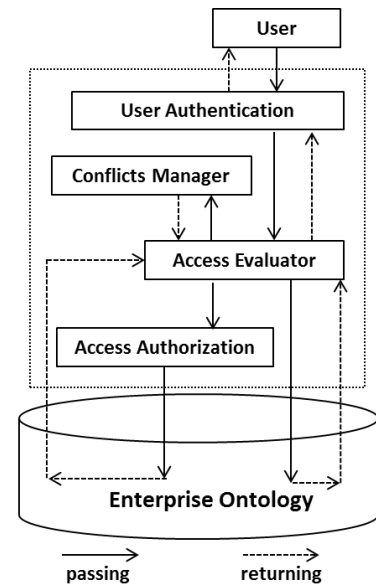 User
User Authentication
Conflicts Manager
Access Evaluator
Access Authorization
Enterprise Ontology
passing
returning